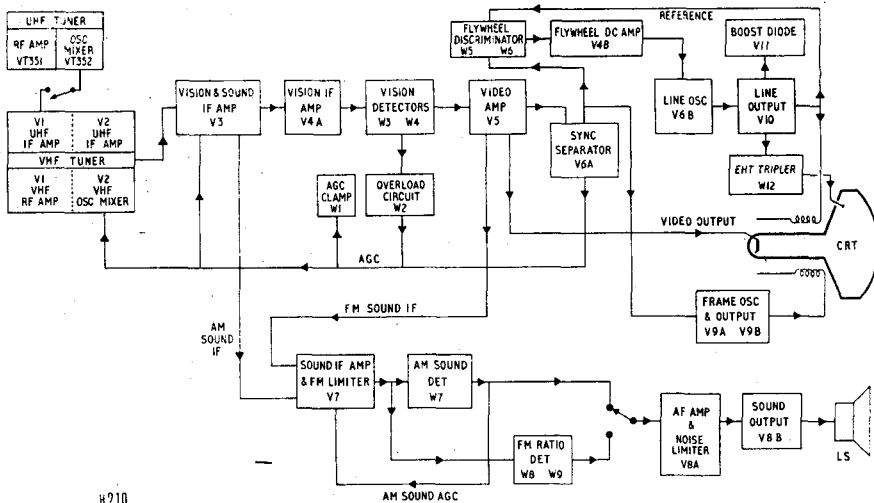 UHF TUNER
RF AMP
VT351
OSC
MIXER
VT352
V1
UHF
IF AMP
V2
UHF
IF AMP
VHF TUNER
V1
VHF
RF AMP
V2
VHF
OSC MIXER
VISION & SOUND
IF AMP
V3
VISION IF
AMP
V4A
VISION
DETECTORS
W3 W4
VIDEO
AMP
V5
SYNC
SEPARATOR
V6A
FLYWHEEL
DISCRIMINATOR
W5 W6
FLYWHEEL DC AMP
V4B
REFERENCE
BOOST DIODE
V11
LINE OSC
V6B
LINE
OUTPUT
V10
EHT TRIPLER
W12
AGC
CLAMP
W1
OVERLOAD
CIRCUIT
W2
AGC
VIDEO OUTPUT
CRT
FRAME OSC
& OUTPUT
V9A V9B
FM SOUND IF
AM
SOUND
IF
SOUND IF AMP
& FM LIMITER
V7
AM SOUND
DET
W7
FM RATIO
DET
W8 W9
AM SOUND AGC
AF AMP
&
NOISE
LIMITER
V8A
SOUND
OUTPUT
V8B
LS
H210